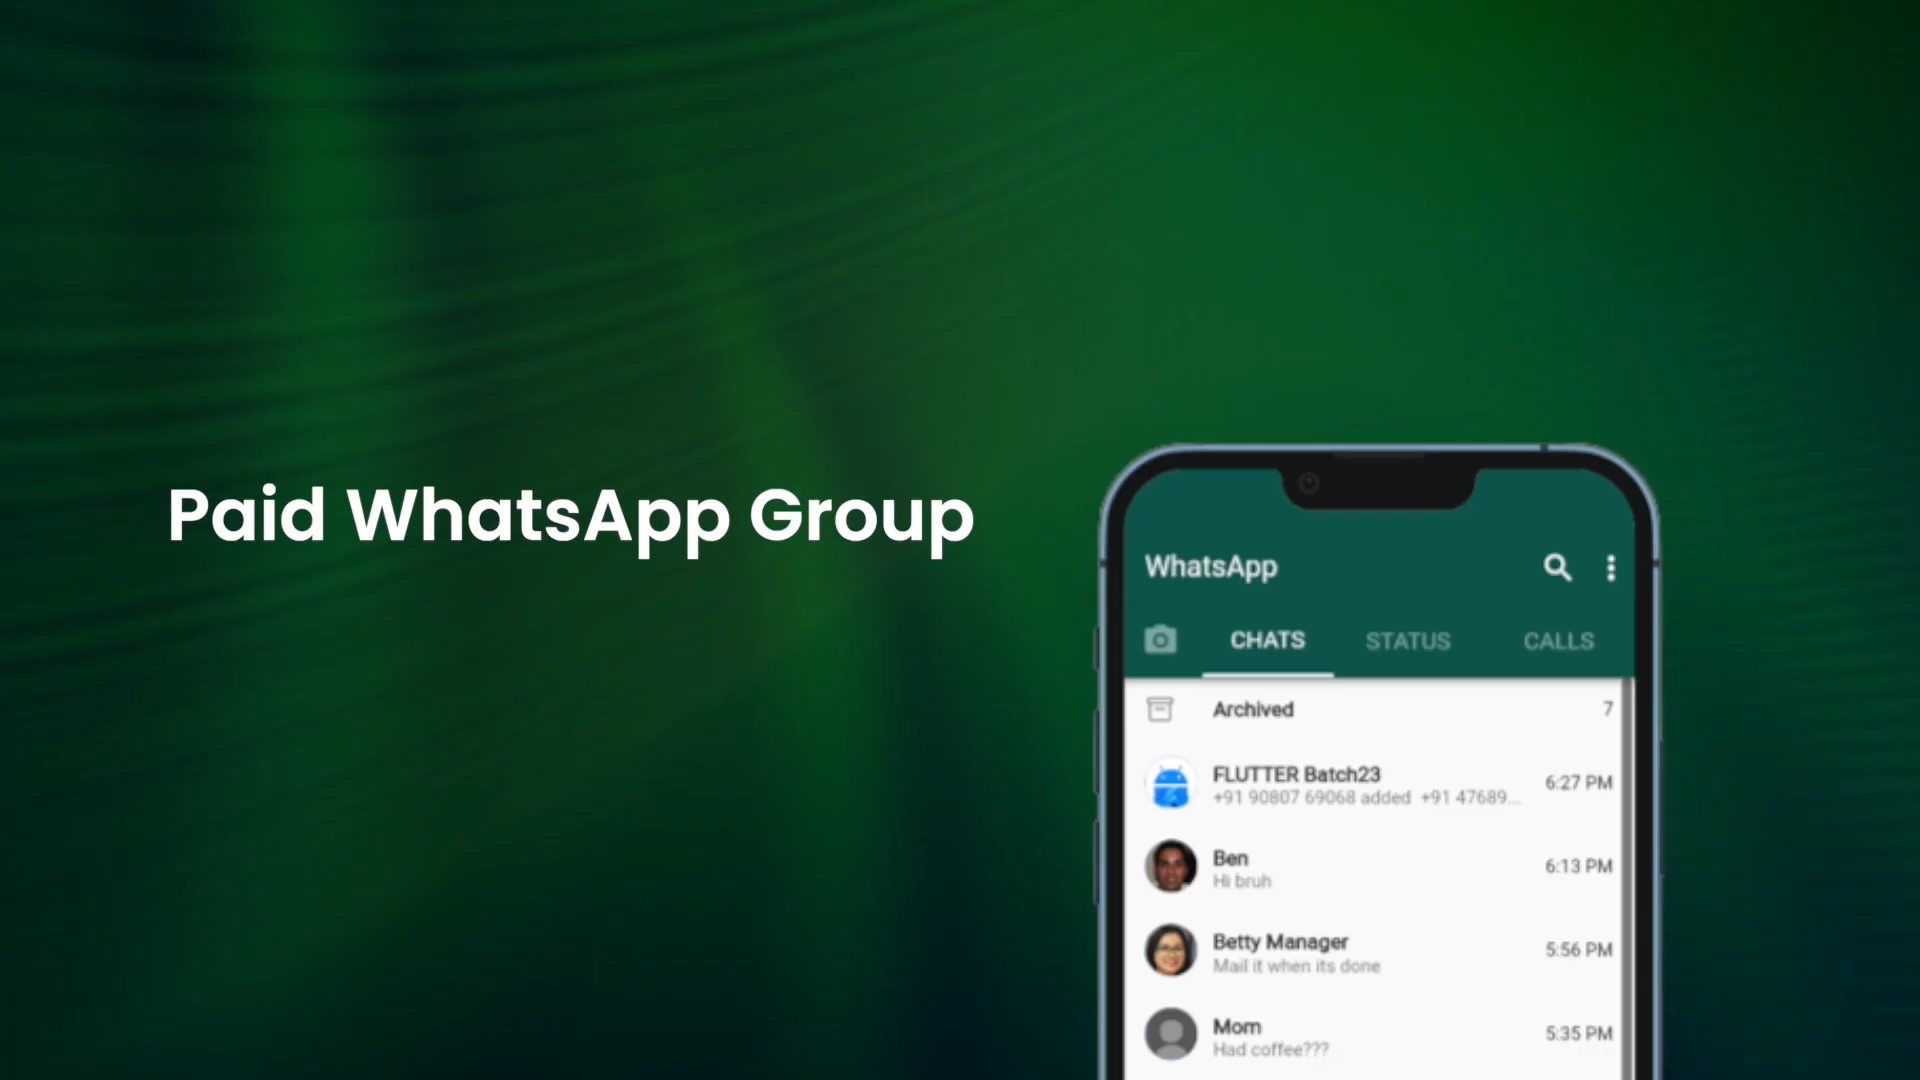 Paid WhatsApp Group
WhatsApp
CHATS STATUS CALLS
Archived 7
FLUTTER Batch23
+91 90807 69068 added +91 47689... 6:27 PM
Ben
Hi bruh 6:13 PM
Betty Manager
Mail it when its done 5:56 PM
Mom
Had coffee??? 5:35 PM